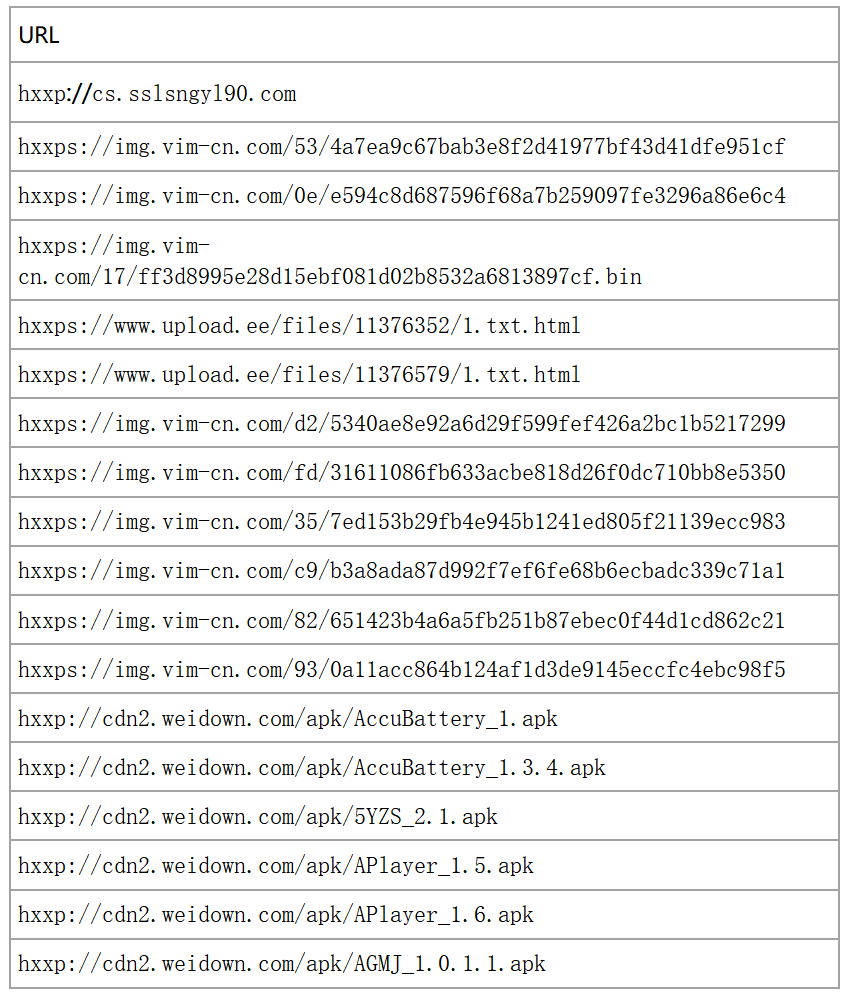 URL
hxxp://cs.sslsngyl90.com
hxxps://img.vim-cn.com/53/4a7ea9c67bab3e8f2d41977bf43d41dfe951cf
hxxps://img.vim-cn.com/0e/e594c8d687596f68a7b259097fe3296a86e6c4
hxxps://img.vim-
cn.com/17/ff3d8995e28d15ebf081d02b8532a6813897cf.bin
hxxps://www.upload.ee/files/11376352/1.txt.html
hxxps://www.upload.ee/files/11376579/1.txt.html
hxxps://img.vim-cn.com/d2/5340ae8e92a6d29f599fef426a2bc1b5217299
hxxps://img.vim-cn.com/fd/31611086fb633acbe818d26f0dc710bb8e5350
hxxps://img.vim-cn.com/35/7ed153b29fb4e945b1241ed805f21139ecc983
hxxps://img.vim-cn.com/c9/b3a8ada87d992f7ef6fe68b6ecbadc339c71a1
hxxps://img.vim-cn.com/82/651423b4a6a5fb251b87ebec0f44d1cd862c21
hxxps://img.vim-cn.com/93/0a11acc864b124af1d3de9145eccfc4ebc98f5
hxxp://cdn2.weidown.com/apk/AccuBattery_1.apk
hxxp://cdn2.weidown.com/apk/AccuBattery_1.3.4.apk
hxxp://cdn2.weidown.com/apk/5YZS_2.1.apk
hxxp://cdn2.weidown.com/apk/APlayer_1.5.apk
hxxp://cdn2.weidown.com/apk/APlayer_1.6.apk
hxxp://cdn2.weidown.com/apk/AGMJ_1.0.1.1.apk